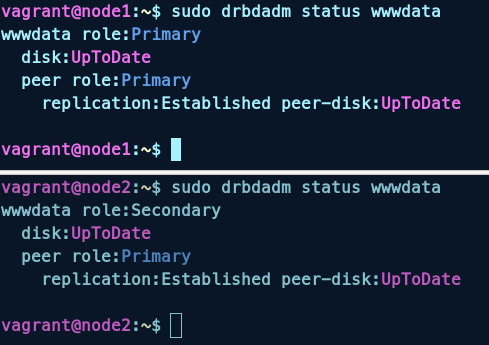 vagrant@node1:~$ sudo drbdadm status wwwdata
wwwdata role:Primary
  disk:UpToDate
  peer role:Primary
    replication:Established peer-disk:UpToDate
vagrant@node1:~$
vagrant@node2:~$ sudo drbdadm status wwwdata
wwwdata role:Secondary
  disk:UpToDate
  peer role:Primary
    replication:Established peer-disk:UpToDate
vagrant@node2:~$